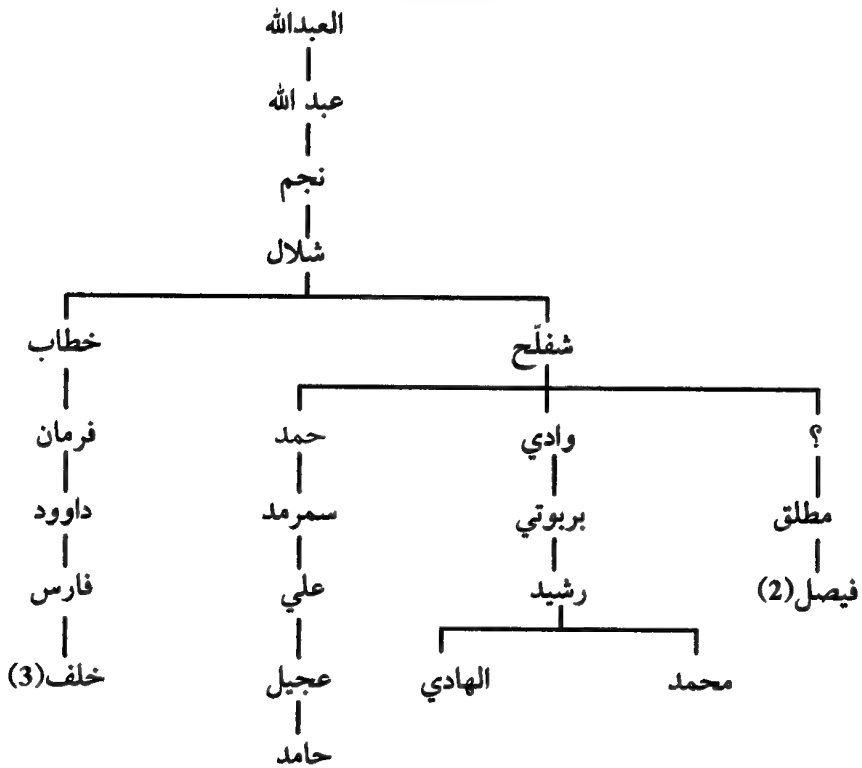 العبدالله
عبد الله
نجم
شلال
شفلّح
خطاب
؟
وادي
حمد
فرمان
مطلق
بربوتي
سمرمد
داوود
فيصل(2)
رشيد
علي
فارس
محمد
الهادي
عجيل
خلف(3)
حامد